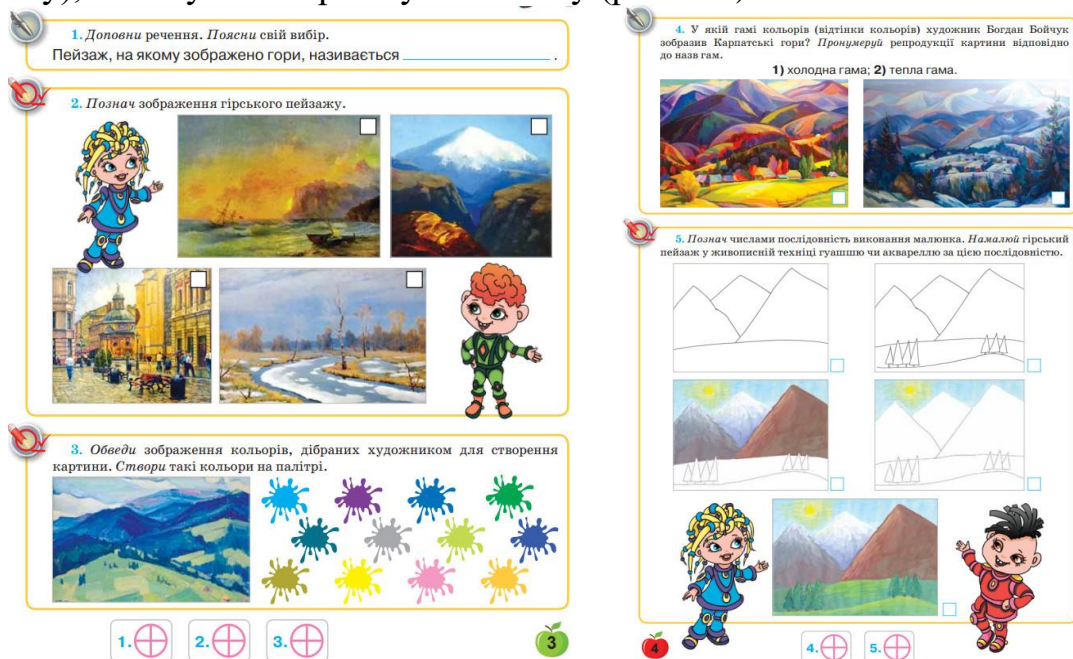 1. Доповни речення. Поясни свій вибір.
Пейзаж, на якому зображено гори, називається ____________ .
2. Познач зображення гірського пейзажу.
3. Обведи зображення кольорів, дібраних художником для створення
картини. Створи такі кольори на палітрі.
1.
2.
3.
3
4. У якій гамі кольорів (відтінки кольорів) художник Богдан Бойчук
зобразив Карпатські гори? Пронумеруй репродукції картини відповідно
до назв гам.
1) холодна гама; 2) тепла гама.
5. Познач числами послідовність виконання малюнка. Намалюй гірський
пейзаж у живописній техніці гуашшю чи аквареллю за цією послідовністю.
4
4.
5.